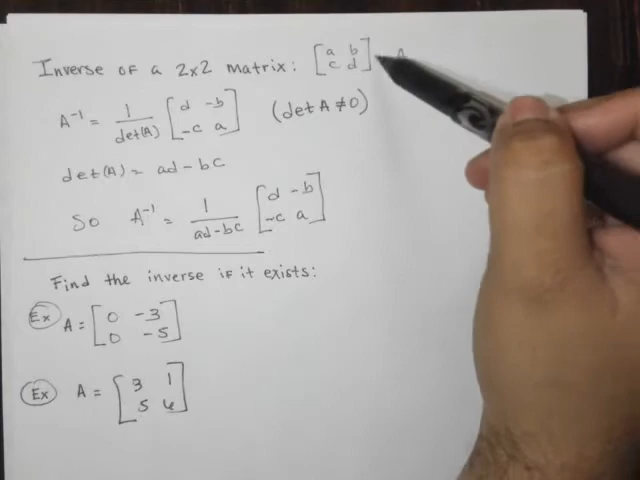 Inverse of a 2x2 matrix: [a b
c d] A
A⁻¹ = 1/det(A) [d -b
-c a] (det A ≠ 0)
det(A) = ad - bc
So A⁻¹ = 1/ad-bc [d -b
-c a]
Find the inverse if it exists:
Ex A = [0 -3
0 -5]
Ex A = [3 1
5 6]